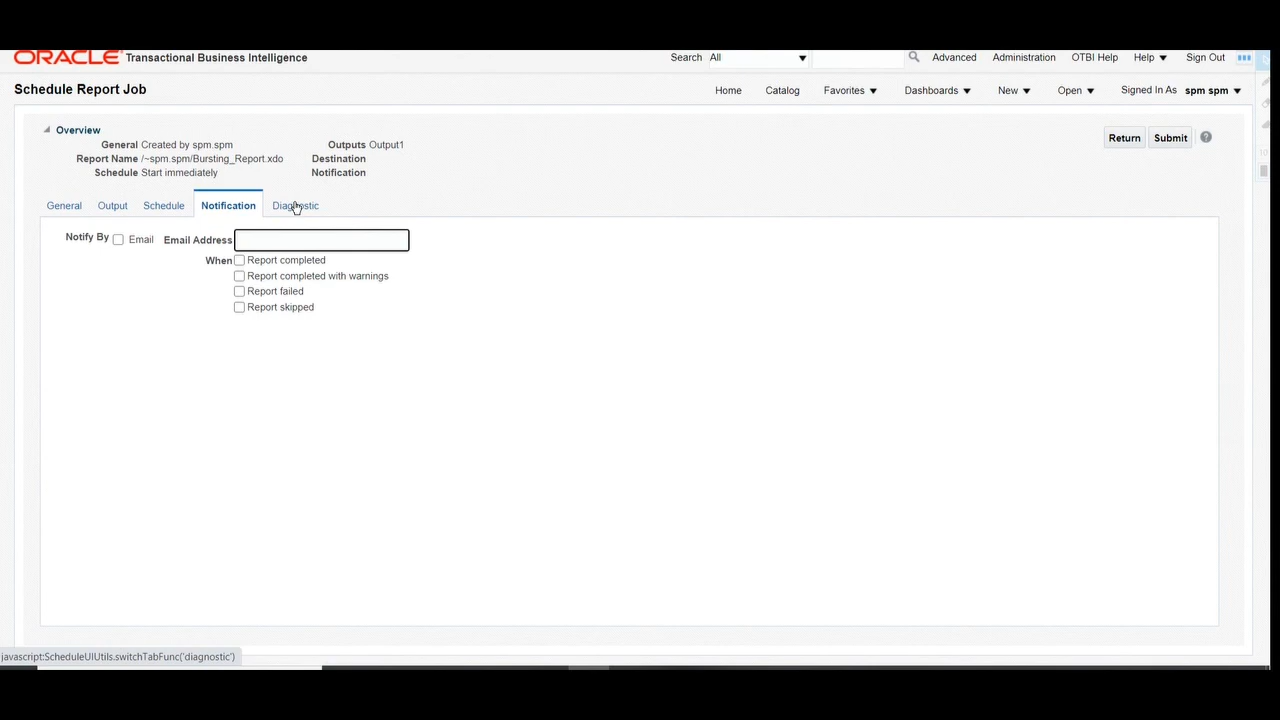 ORACLE Transactional Business Intelligence Search All Advanced Administration OTBI Help Help Sign Out
Schedule Report Job Home Catalog Favorites Dashboards New Open Signed In As spm spm
Overview
General Created by spm.spm Outputs Output1 Return Submit ?
Report Name /~spm.spm/Bursting_Report.xdo Destination
Schedule Start immediately Notification
General Output Schedule Notification Diagnostic
Notify By Email Email Address
When Report completed
Report completed with warnings
Report failed
Report skipped
javascript:ScheduleUIUtils.switchTabFunc('diagnostic')